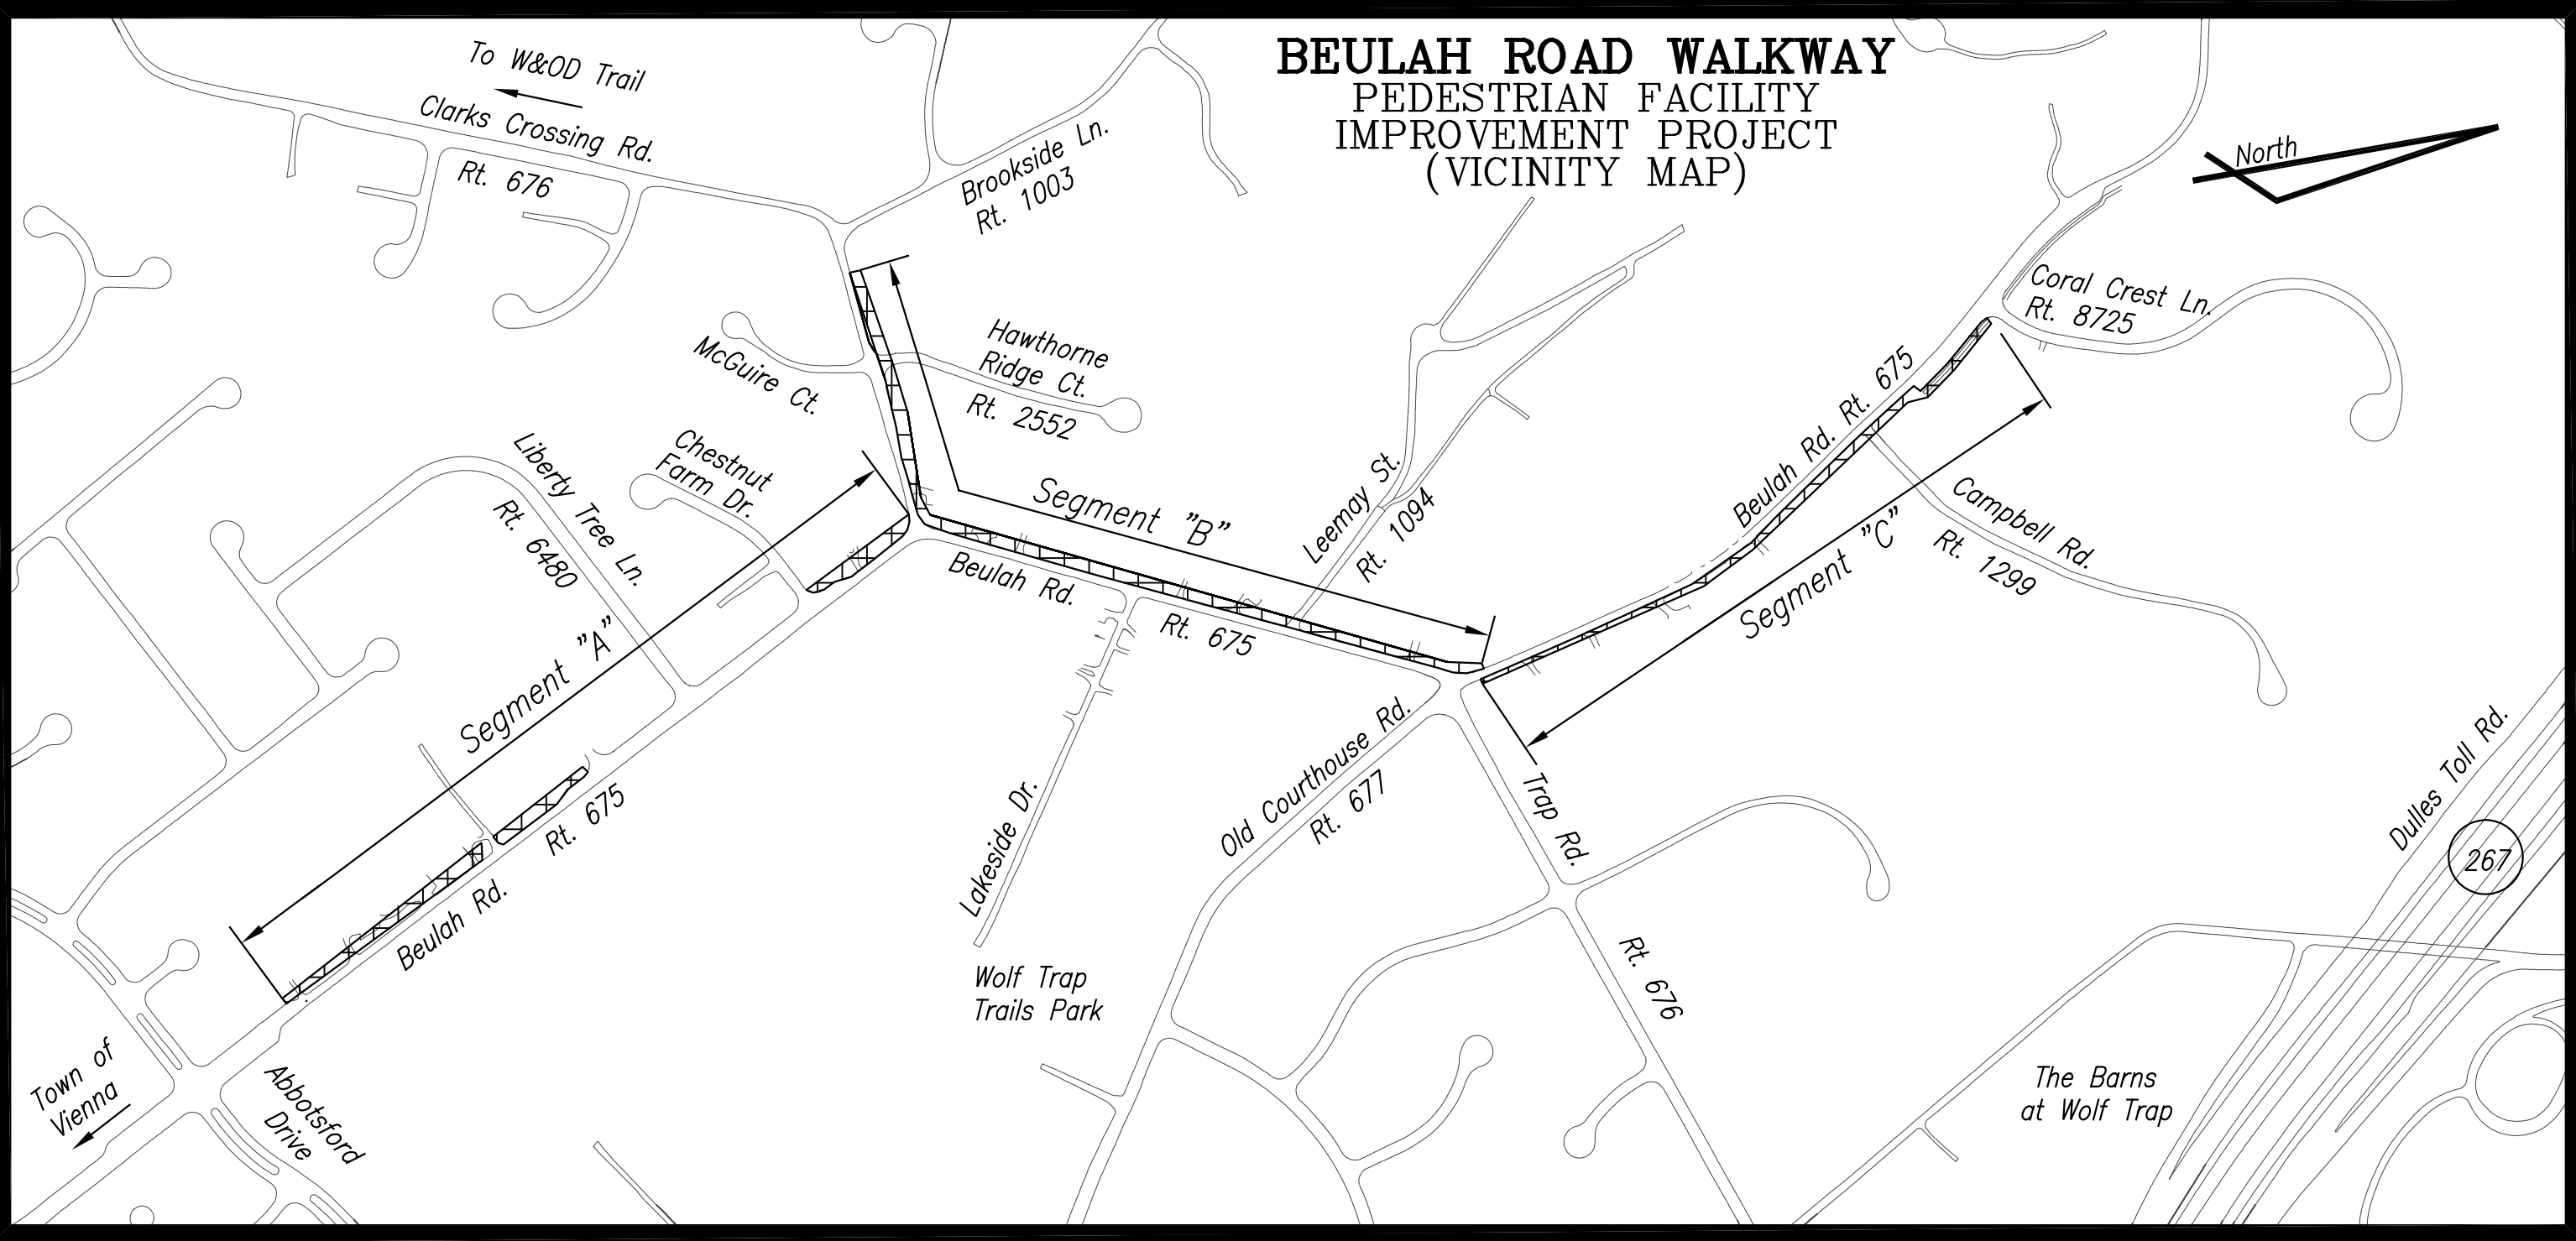 BEULAH ROAD WALKWAY
PEDESTRIAN FACILITY
IMPROVEMENT PROJECT
(VICINITY MAP)
North
To W&OD Trail
Clarks Crossing Rd.
Rt. 676
Brookside Ln.
Rt. 1003
Hawthorne
Ridge Ct.
Rt. 2552
McGuire Ct.
Chestnut
Farm Dr.
Liberty Tree Ln.
Rt. 6480
Segment "A"
Segment "B"
Segment "C"
Beulah Rd.
Rt. 675
Leemay St.
Rt. 1094
Beulah Rd. Rt. 675
Coral Crest Ln.
Rt. 8725
Campbell Rd.
Rt. 1299
Beulah Rd.
Rt. 675
Lakeside Dr.
Old Courthouse Rd.
Rt. 677
Trap Rd.
Rt. 676
Dulles Toll Rd.
267
Wolf Trap
Trails Park
The Barns
at Wolf Trap
Town of
Vienna
Abbotsford
Drive